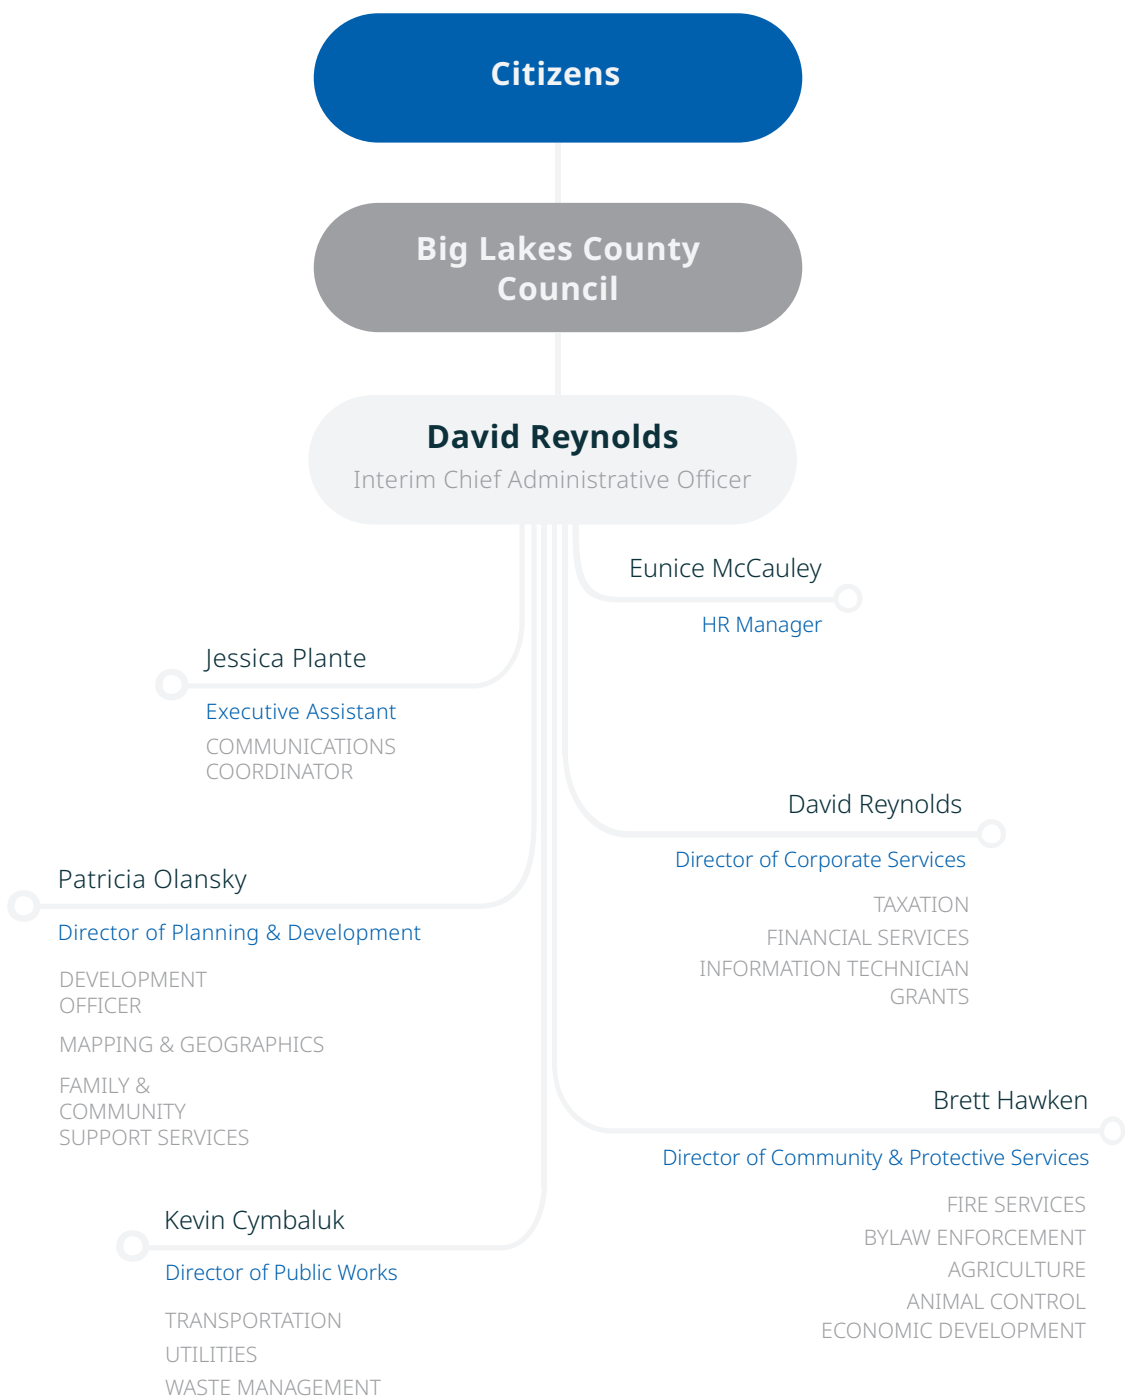 Citizens
Big Lakes County
Council
David Reynolds
Interim Chief Administrative Officer
Eunice McCauley
HR Manager
Jessica Plante
Executive Assistant
COMMUNICATIONS
COORDINATOR
David Reynolds
Director of Corporate Services
TAXATION
FINANCIAL SERVICES
INFORMATION TECHNICIAN
GRANTS
Patricia Olansky
Director of Planning & Development
DEVELOPMENT
OFFICER
MAPPING & GEOGRAPHICS
FAMILY &
COMMUNITY
SUPPORT SERVICES
Brett Hawken
Director of Community & Protective Services
FIRE SERVICES
BYLAW ENFORCEMENT
AGRICULTURE
ANIMAL CONTROL
ECONOMIC DEVELOPMENT
Kevin Cymbaluk
Director of Public Works
TRANSPORTATION
UTILITIES
WASTE MANAGEMENT